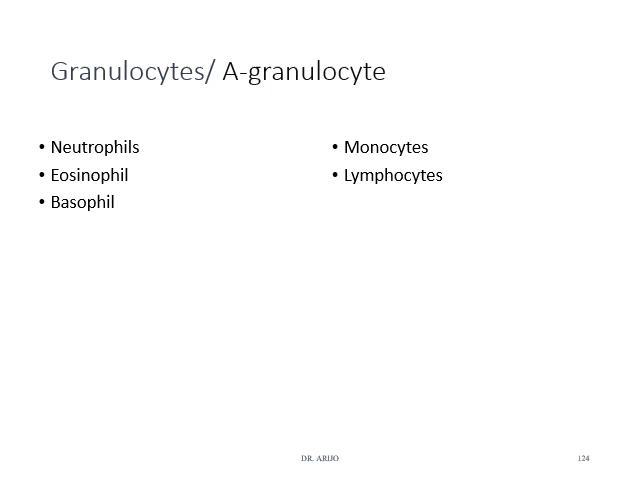 Granulocytes/ A-granulocyte
• Neutrophils
• Eosinophil
• Basophil
• Monocytes
• Lymphocytes
DR. ARIJO
124